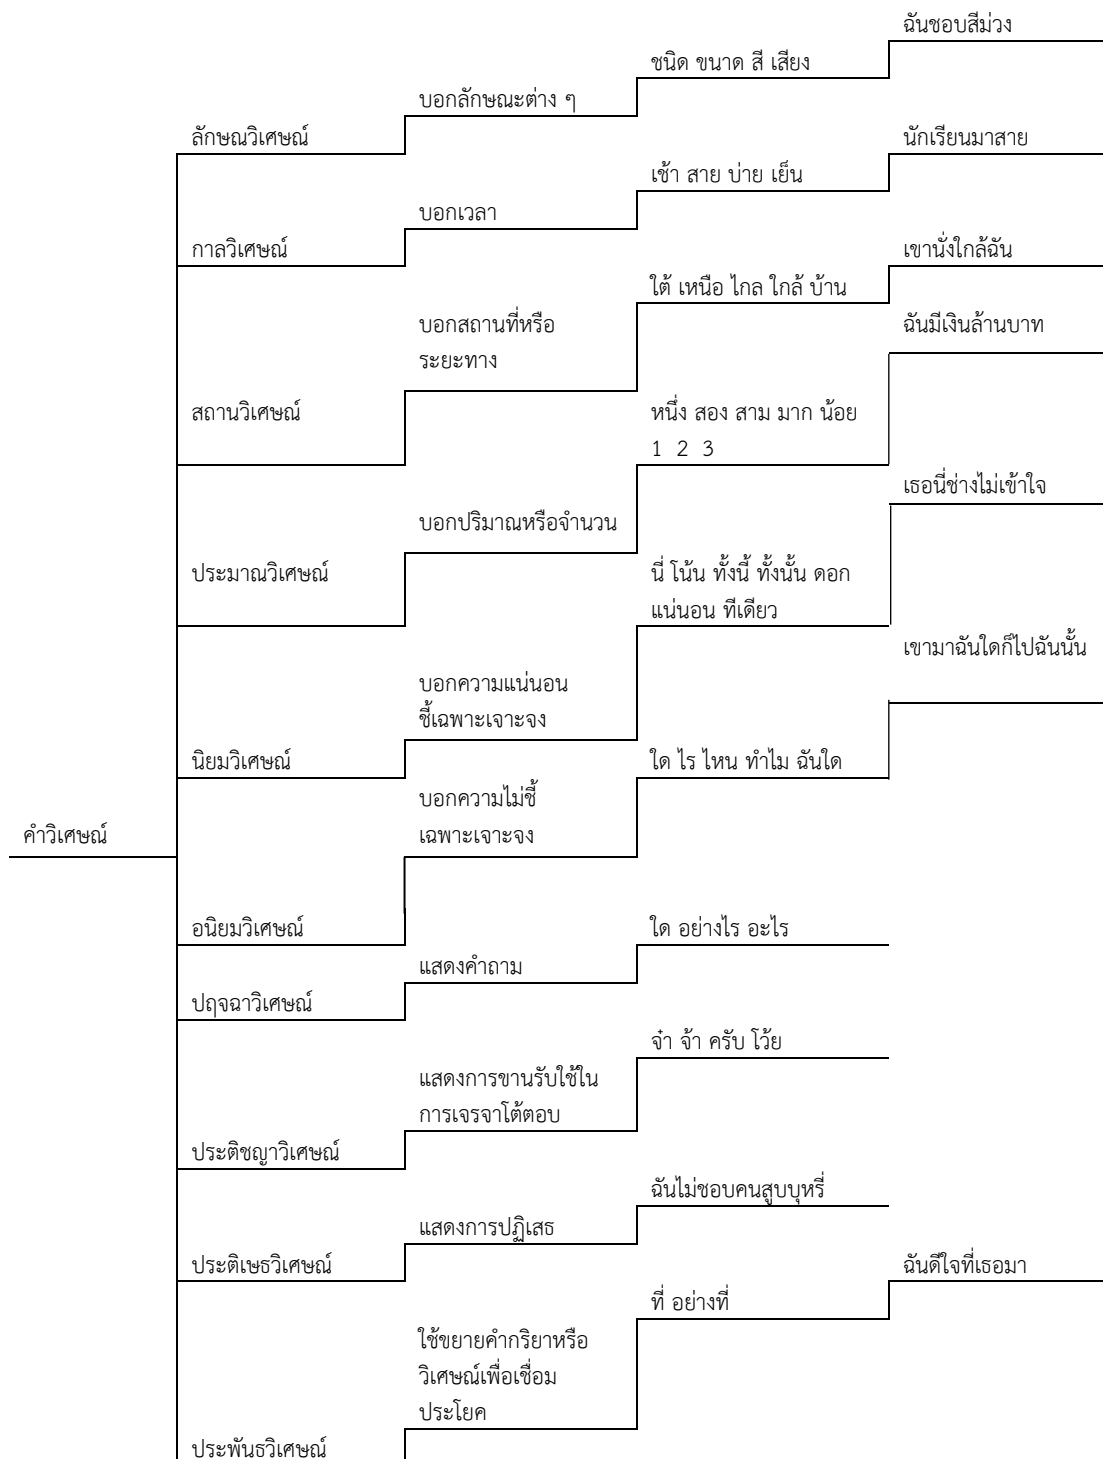 คำวิเศษณ์
ลักษณวิเศษณ์
บอกลักษณะต่าง ๆ
ชนิด ขนาด สี เสียง
ฉันชอบสีม่วง
กาลวิเศษณ์
บอกเวลา
เช้า สาย บ่าย เย็น
นักเรียนมาสาย
สถานวิเศษณ์
บอกสถานที่หรือ
ระยะทาง
ใต้ เหนือ ไกล ใกล้ บ้าน
เขานั่งใกล้ฉัน
ประมาณวิเศษณ์
บอกปริมาณหรือจำนวน
หนึ่ง สอง สาม มาก น้อย
1 2 3
ฉันมีเงินล้านบาท
นิยมวิเศษณ์
บอกความแน่นอน
ชี้เฉพาะเจาะจง
นี่ โน้น ทั้งนี้ ทั้งนั้น ดอก
แน่นอน ทีเดียว
เธอนี่ช่างไม่เข้าใจ
อนิยมวิเศษณ์
บอกความไม่ชี้
เฉพาะเจาะจง
ใด ไร ไหน ทำไม ฉันใด
เขามาฉันใดก็ไปฉันนั้น
ปฤจฉาวิเศษณ์
แสดงคำถาม
ใด อย่างไร อะไร
ประติชญาวิเศษณ์
แสดงการขานรับใช้ใน
การเจรจาโต้ตอบ
จ๋า จ้า ครับ โว้ย
ประติเษธวิเศษณ์
แสดงการปฏิเสธ
ฉันไม่ชอบคนสูบบุหรี่
ประพันธวิเศษณ์
ใช้ขยายคำกริยาหรือ
วิเศษณ์เพื่อเชื่อม
ประโยค
ที่ อย่างที่
ฉันดีใจที่เธอมา